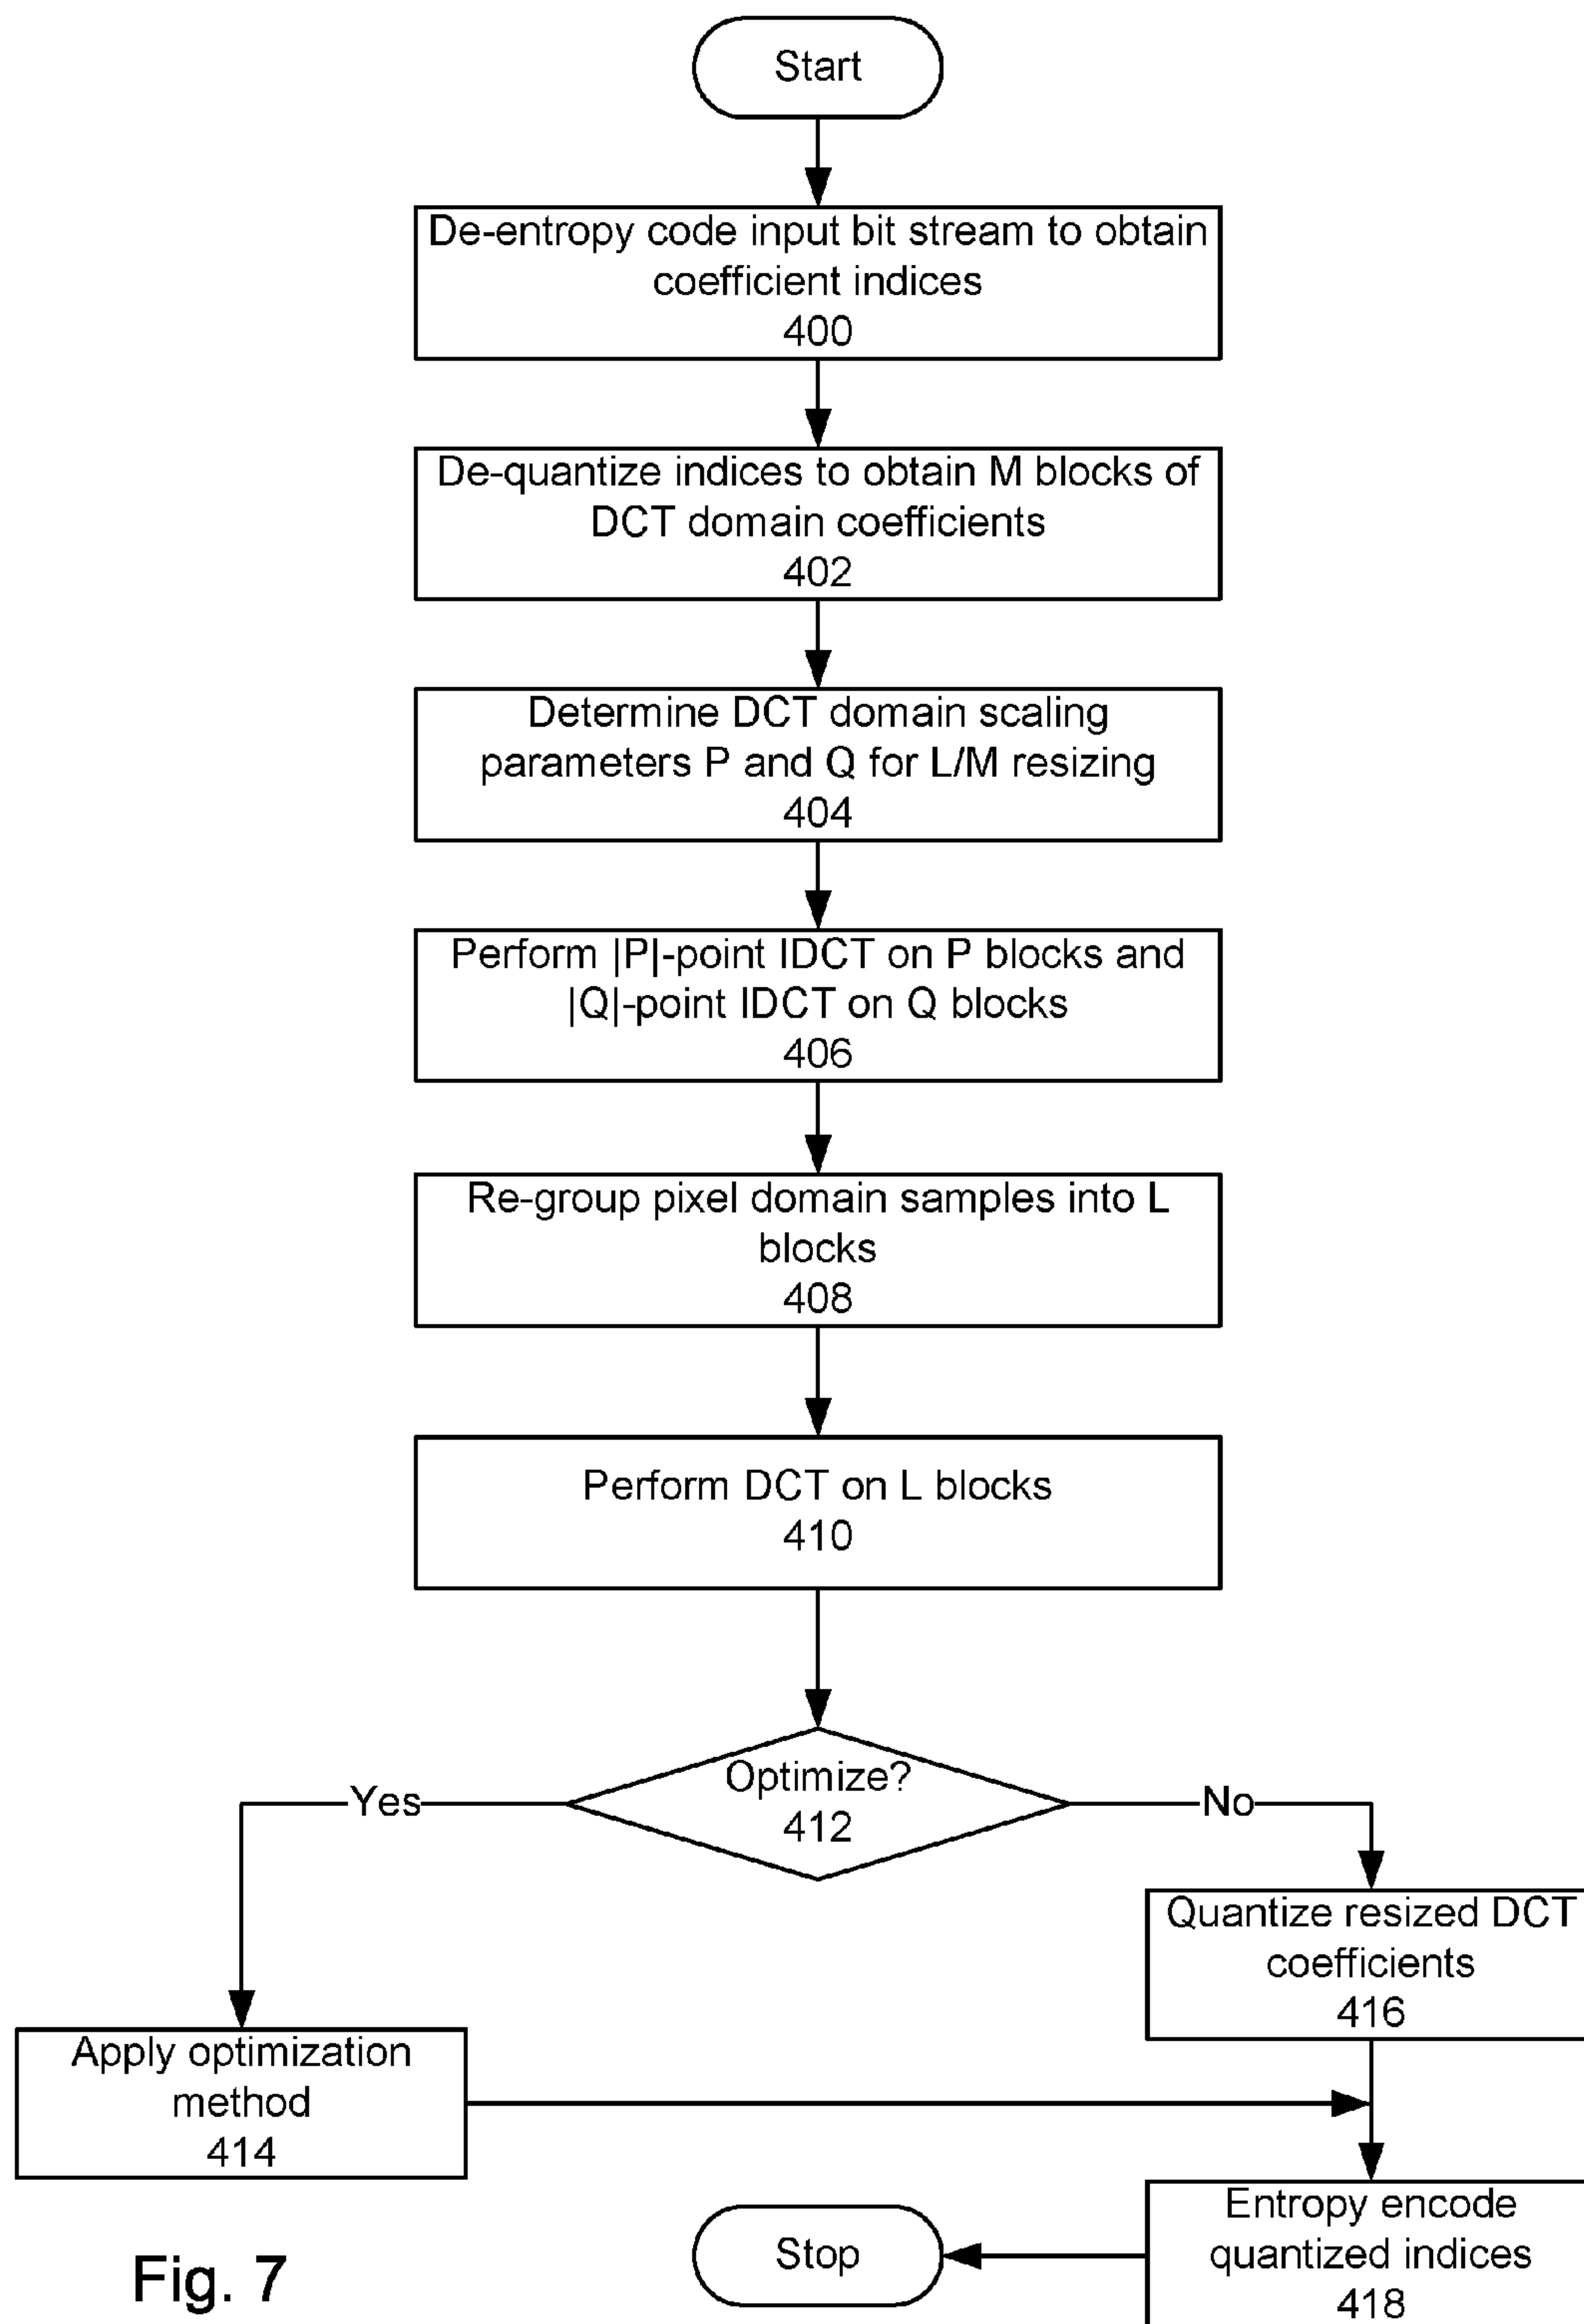 Start
De-entropy code input bit stream to obtain
coefficient indices
400
De-quantize indices to obtain M blocks of
DCT domain coefficients
402
Determine DCT domain scaling
parameters P and Q for L/M resizing
404
Perform |P|-point IDCT on P blocks and
|Q|-point IDCT on Q blocks
406
Re-group pixel domain samples into L
blocks
408
Perform DCT on L blocks
410
Optimize?
412
Yes
No
Quantize resized DCT
coefficients
416
Apply optimization
method
414
Entropy encode
quantized indices
418
Stop
Fig. 7